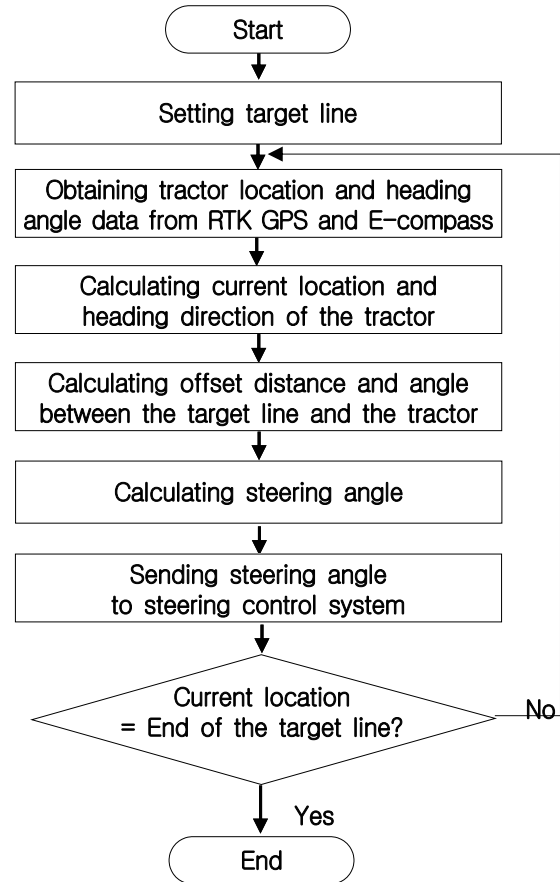 Start
Setting target line
Obtaining tractor location and heading
angle data from RTK GPS and E-compass
Calculating current location and
heading direction of the tractor
Calculating offset distance and angle
between the target line and the tractor
Calculating steering angle
Sending steering angle
to steering control system
Current location
= End of the target line?
No
Yes
End